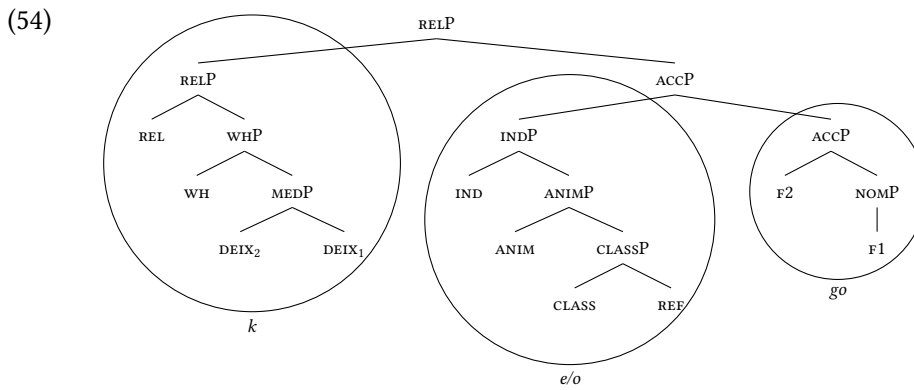 (54)
RELP
RELP ACCP
REL WHP INDP ACCP
WH MEDP IND ANIMP F2 NOMP
DEIX₂ DEIX₁ ANIM CLASSP F1
CLASS REF
k e/o go